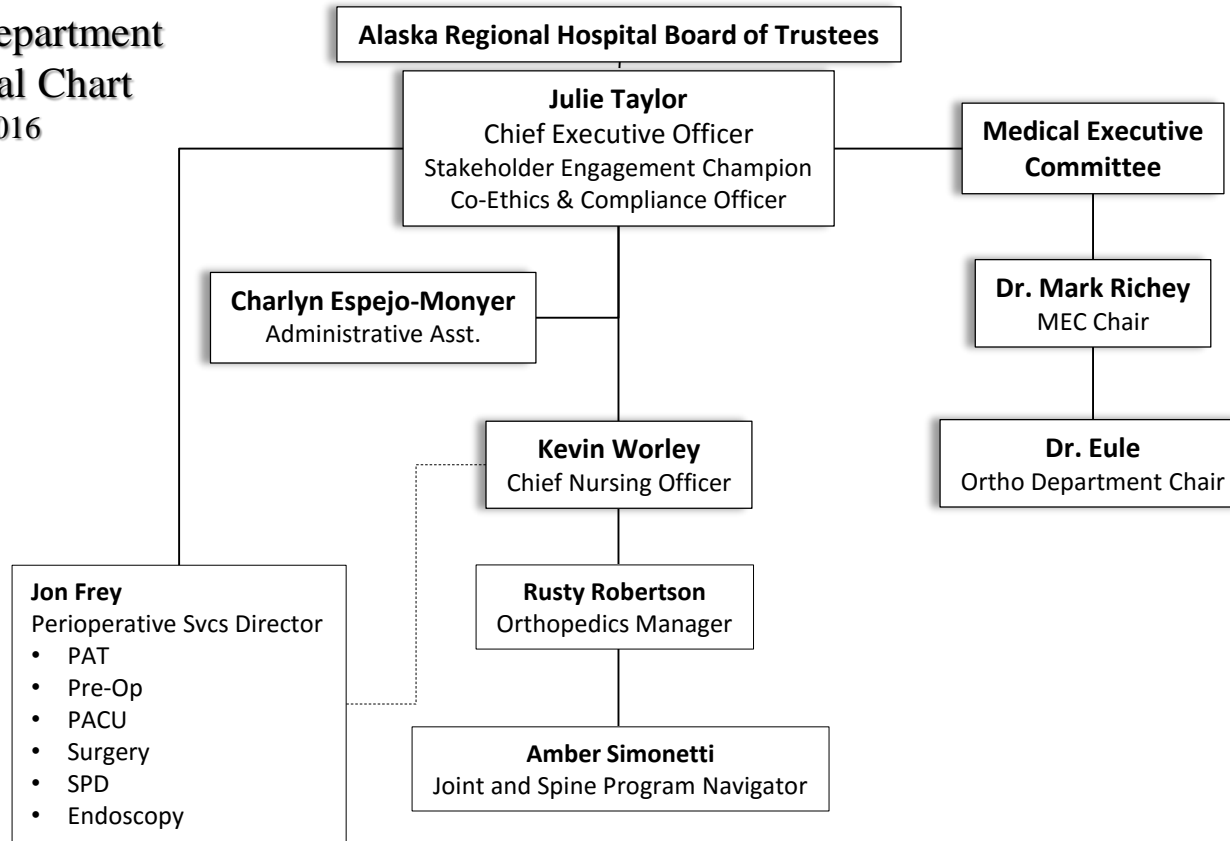 epartment
al Chart
016
Alaska Regional Hospital Board of Trustees
Julie Taylor
Chief Executive Officer
Stakeholder Engagement Champion
Co-Ethics & Compliance Officer
Medical Executive
Committee
Charlyn Espejo-Monyer
Administrative Asst.
Dr. Mark Richey
MEC Chair
Kevin Worley
Chief Nursing Officer
Dr. Eule
Ortho Department Chair
Jon Frey
Perioperative Svcs Director
• PAT
• Pre-Op
• PACU
• Surgery
• SPD
• Endoscopy
Rusty Robertson
Orthopedics Manager
Amber Simonetti
Joint and Spine Program Navigator